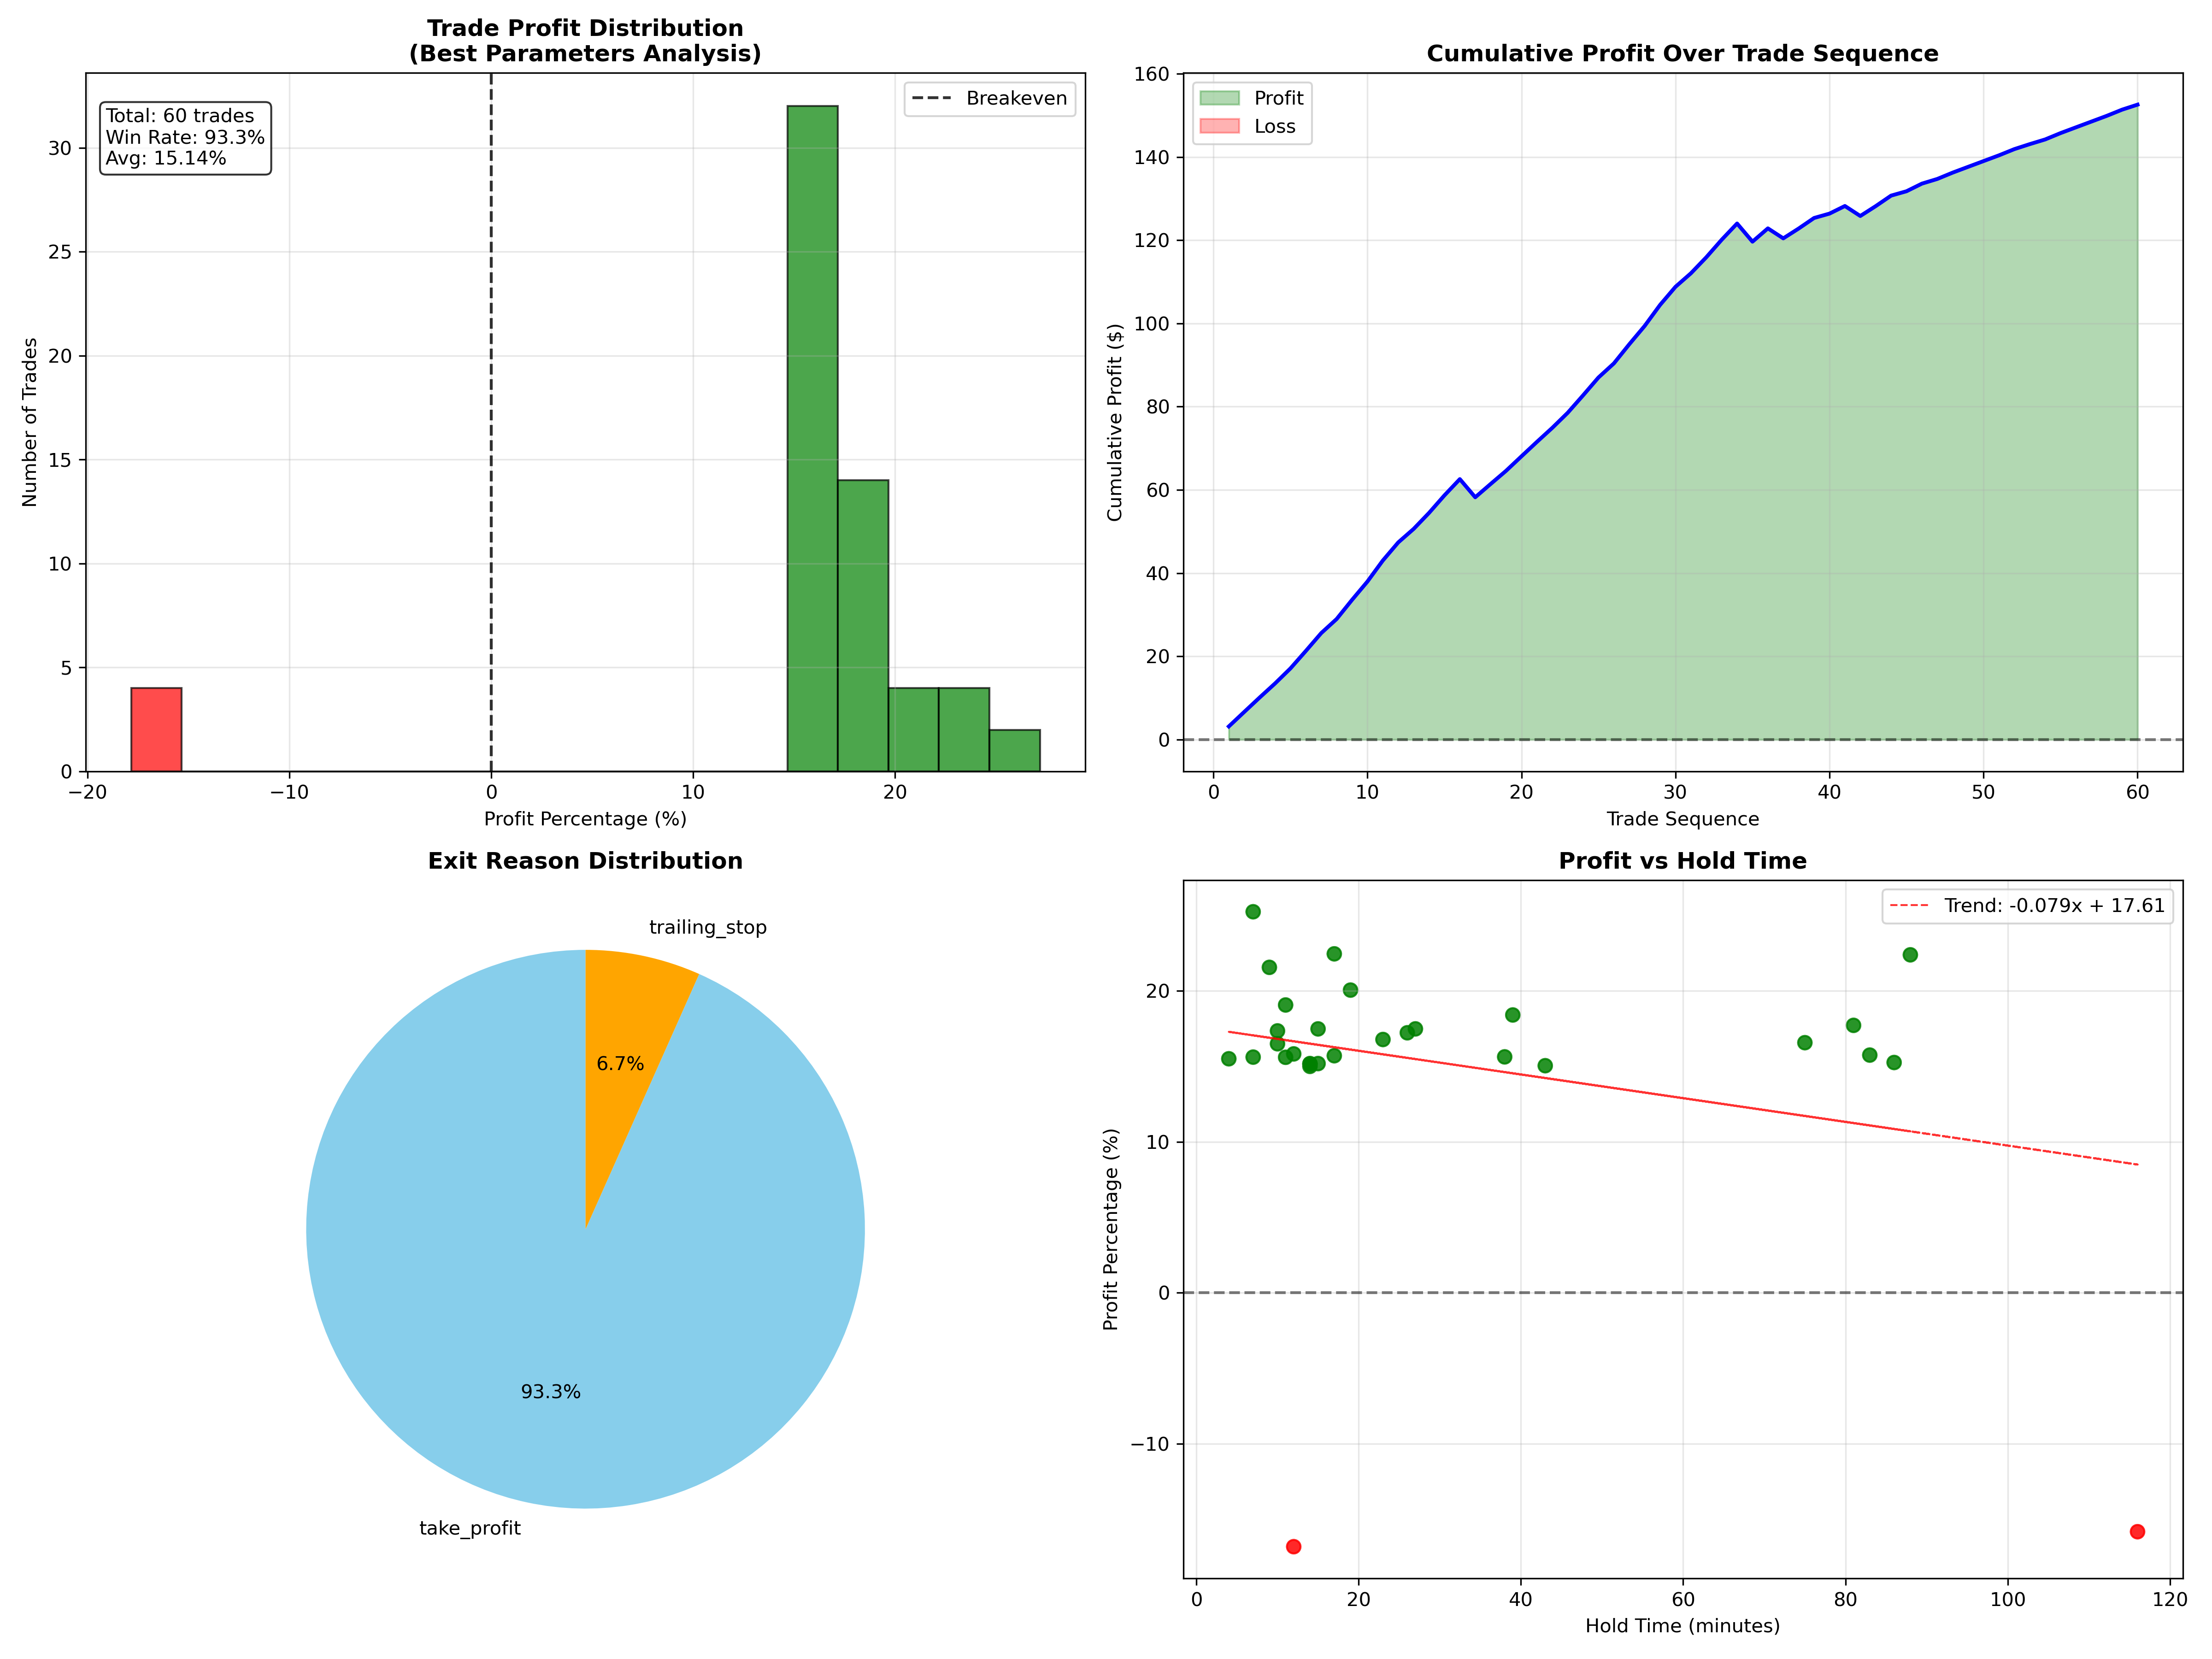 Trade Profit Distribution
(Best Parameters Analysis)
Total: 60 trades
Win Rate: 93.3%
Avg: 15.14%
Breakeven
30
25
20
15
10
5
0
Number of Trades
−20
−10
0
10
20
Profit Percentage (%)
Cumulative Profit Over Trade Sequence
Profit
Loss
160
140
120
100
80
60
40
20
0
Cumulative Profit ($)
0
10
20
30
40
50
60
Trade Sequence
Exit Reason Distribution
trailing_stop
6.7%
93.3%
take_profit
Profit vs Hold Time
Trend: -0.079x + 17.61
20
10
0
−10
Profit Percentage (%)
0
20
40
60
80
100
120
Hold Time (minutes)